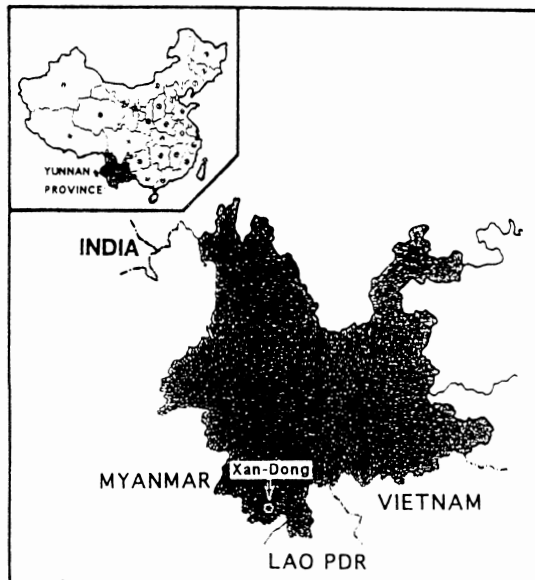 YUNNAN
PROVINCE
INDIA
MYANMAR
Xan-Dong
VIETNAM
LAO PDR